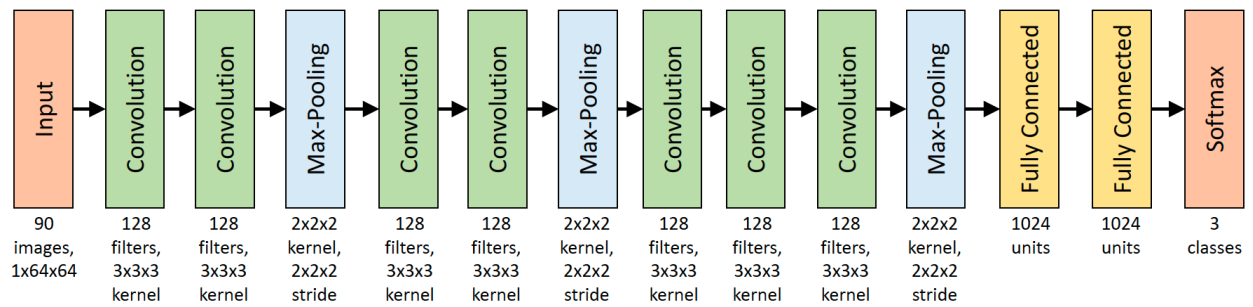 Input
Convolution
Convolution
Max-Pooling
Convolution
Convolution
Max-Pooling
Convolution
Convolution
Convolution
Max-Pooling
Fully Connected
Fully Connected
Softmax
90
images,
1x64x64
128
filters,
3x3x3
kernel
128
filters,
3x3x3
kernel
2x2x2
kernel,
2x2x2
stride
128
filters,
3x3x3
kernel
128
filters,
3x3x3
kernel
2x2x2
kernel,
2x2x2
stride
128
filters,
3x3x3
kernel
128
filters,
3x3x3
kernel
128
filters,
3x3x3
kernel
2x2x2
kernel,
2x2x2
stride
1024
units
1024
units
3
classes